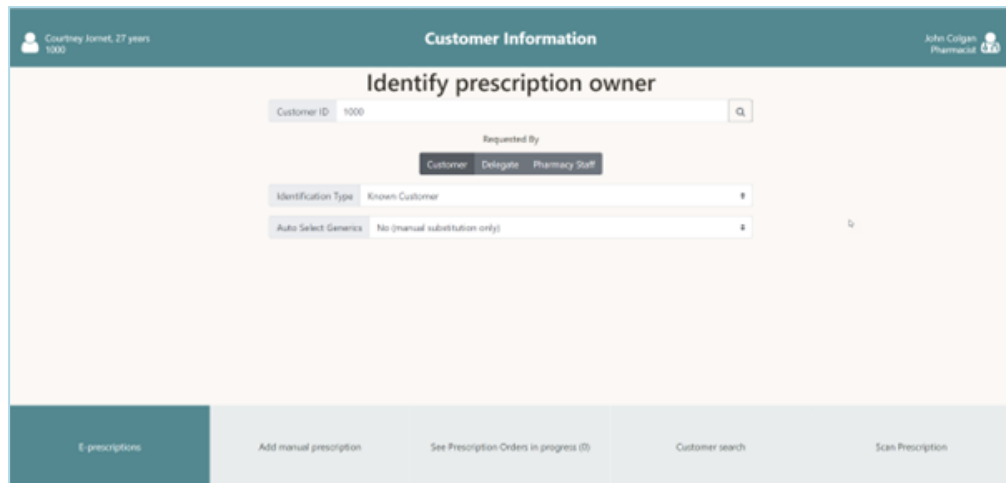 Courtney Jornet, 27 years
1000
Customer Information
John Colgan
Pharmacist
Identify prescription owner
Customer ID 1000
Requested By
Customer Delegate Pharmacy Staff
Identification Type Known Customer
Auto Select Generics No (manual substitution only)
E-prescriptions Add manual prescription See Prescription Orders in progress (0) Customer search Scan Prescription